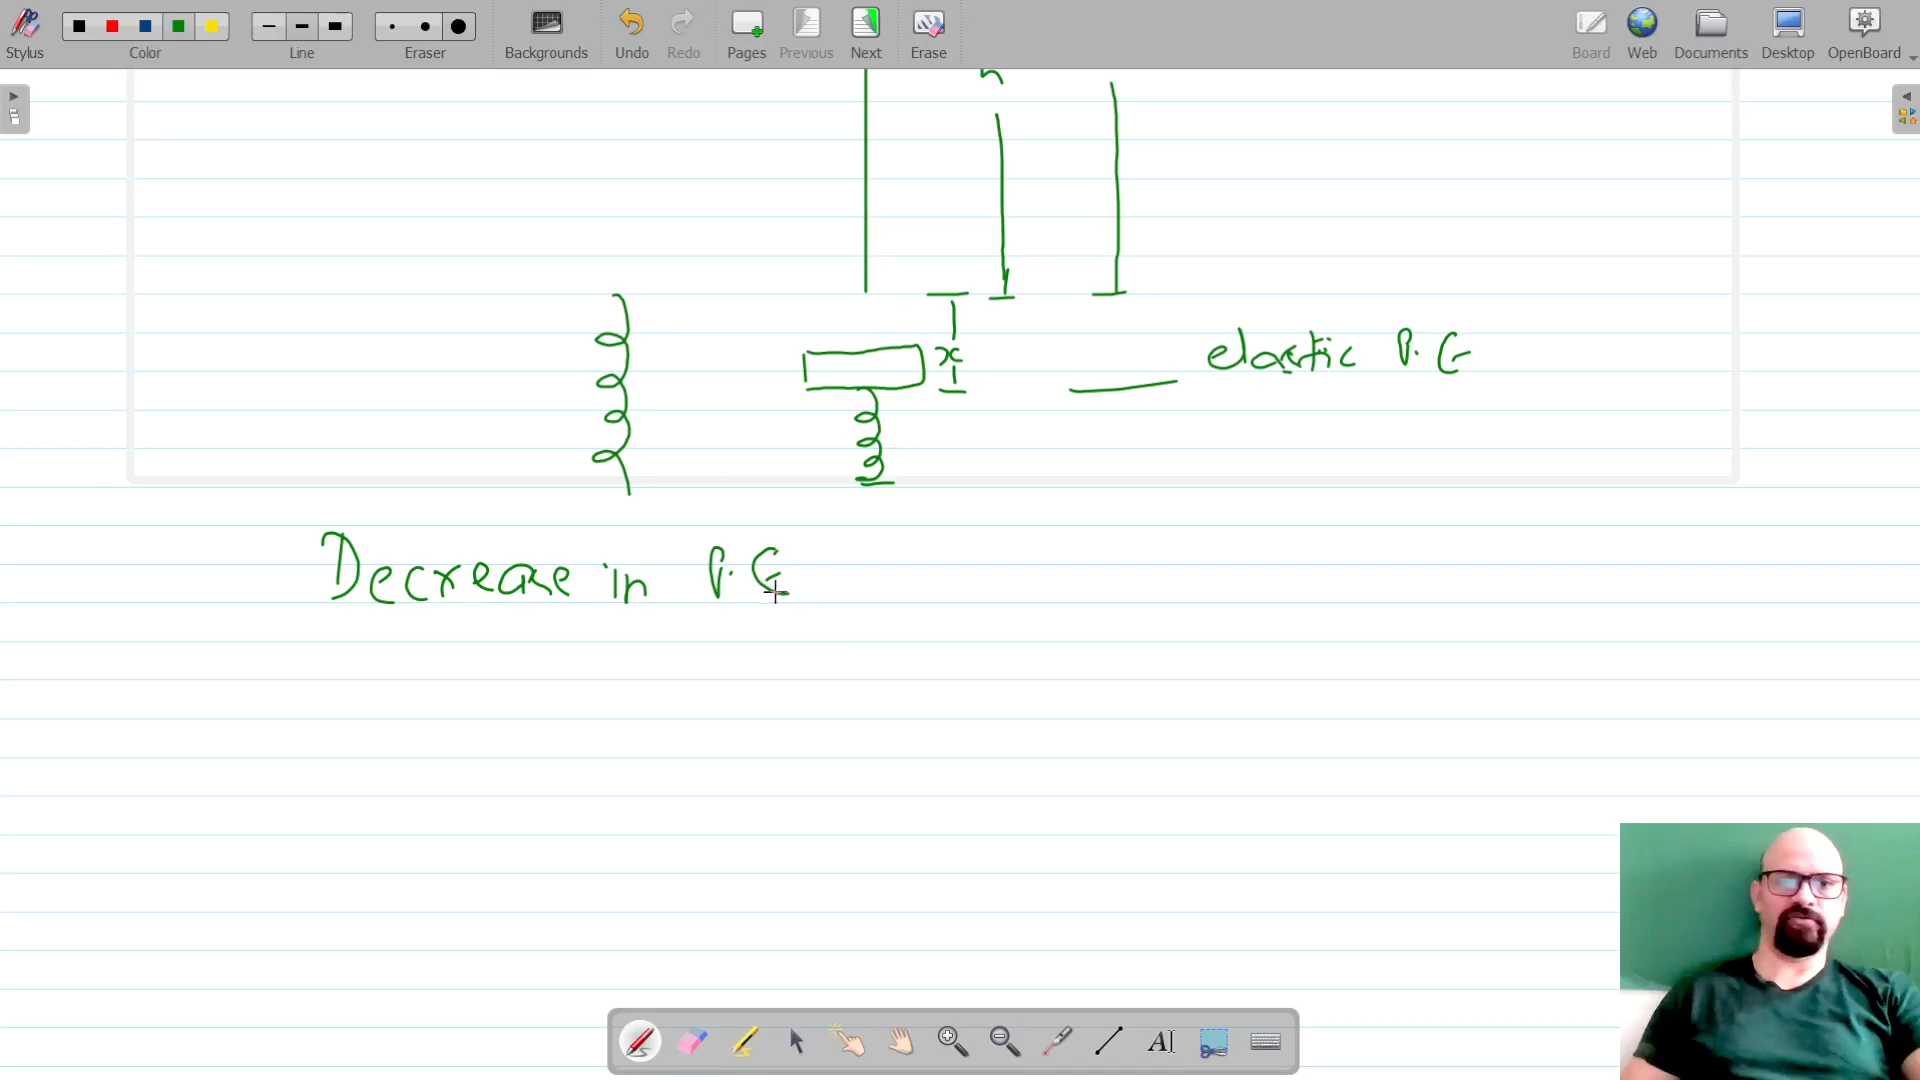 Stylus Color Line Eraser Backgrounds Undo Redo Pages Previous Next Erase Board Web Documents Desktop OpenBoard
h
x
elastic P.E
Decrease in P.E
AI